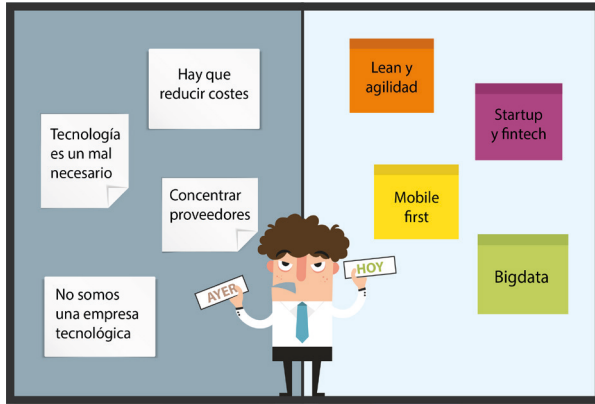 Hay que
reducir costes
Tecnología
es un mal
necesario
Concentrar
proveedores
No somos
una empresa
tecnológica
AYER
HOY
Lean y
agilidad
Startup
y fintech
Mobile
first
Bigdata